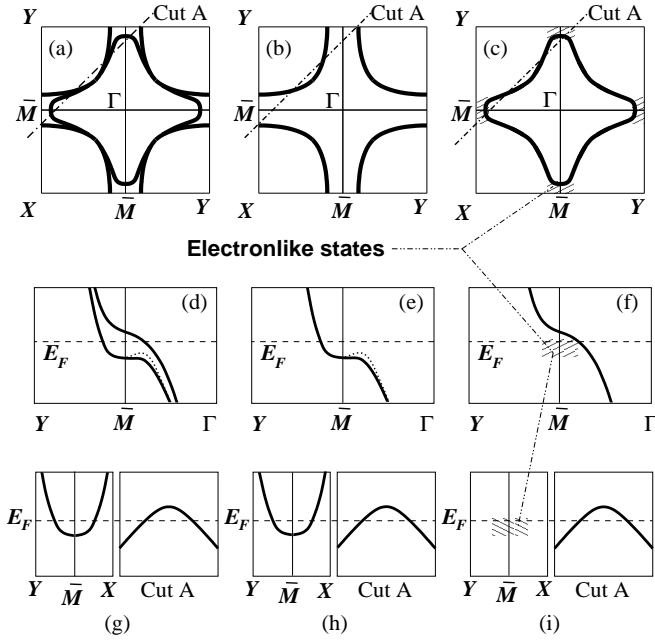 Y Cut A Y Cut A Y Cut A
(a) (b) (c)
Γ Γ Γ
M̄ M̄ M̄
X M̄ Y X M̄ Y X M̄ Y
Electronlike states
(d) (e) (f)
E_F E_F E_F
Y M̄ Γ Y M̄ Γ Y M̄ Γ
E_F E_F E_F
Y M̄ X Cut A Y M̄ X Cut A Y M̄ X Cut A
(g) (h) (i)